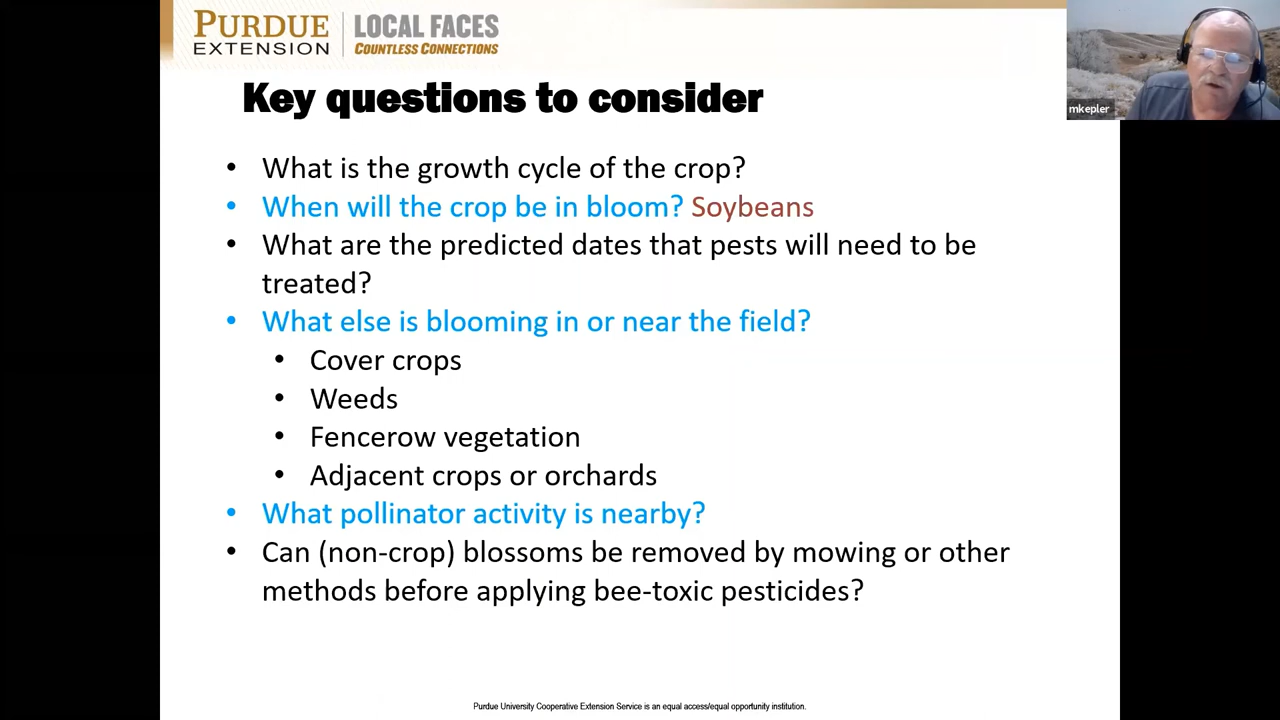 PURDUE EXTENSION
LOCAL FACES
COUNTLESS CONNECTIONS
mkepler
Key questions to consider
• What is the growth cycle of the crop?
• When will the crop be in bloom? Soybeans
• What are the predicted dates that pests will need to be
treated?
• What else is blooming in or near the field?
• Cover crops
• Weeds
• Fencerow vegetation
• Adjacent crops or orchards
• What pollinator activity is nearby?
• Can (non-crop) blossoms be removed by mowing or other
methods before applying bee-toxic pesticides?
Purdue University Cooperative Extension Service is an equal access/equal opportunity institution.